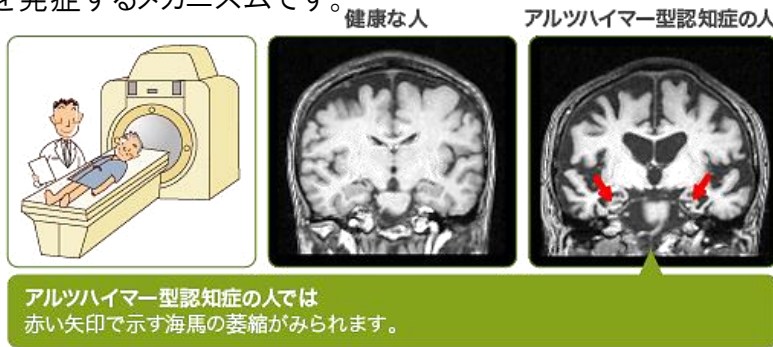 を発症するメカニズムです。
健康な人
アルツハイマー型認知症の人
アルツハイマー型認知症の人では
赤い矢印で示す海馬の萎縮がみられます。